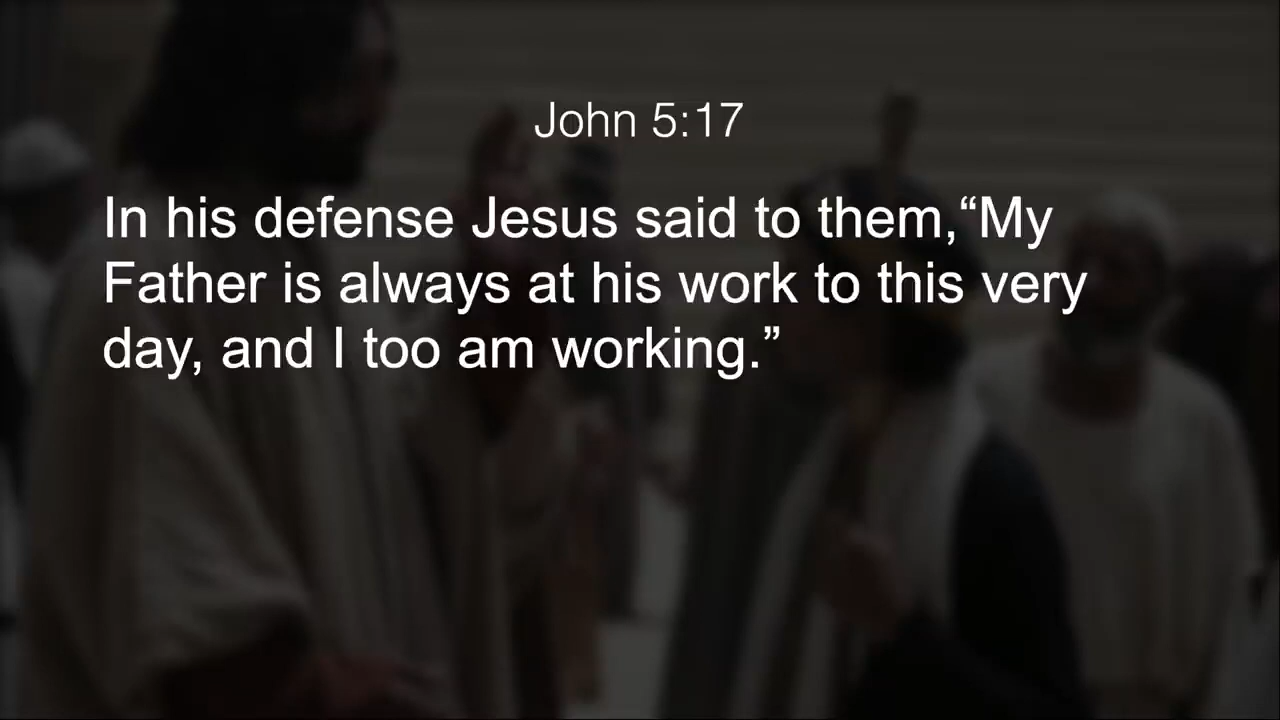 John 5:17
In his defense Jesus said to them,“My
Father is always at his work to this very
day, and I too am working.”